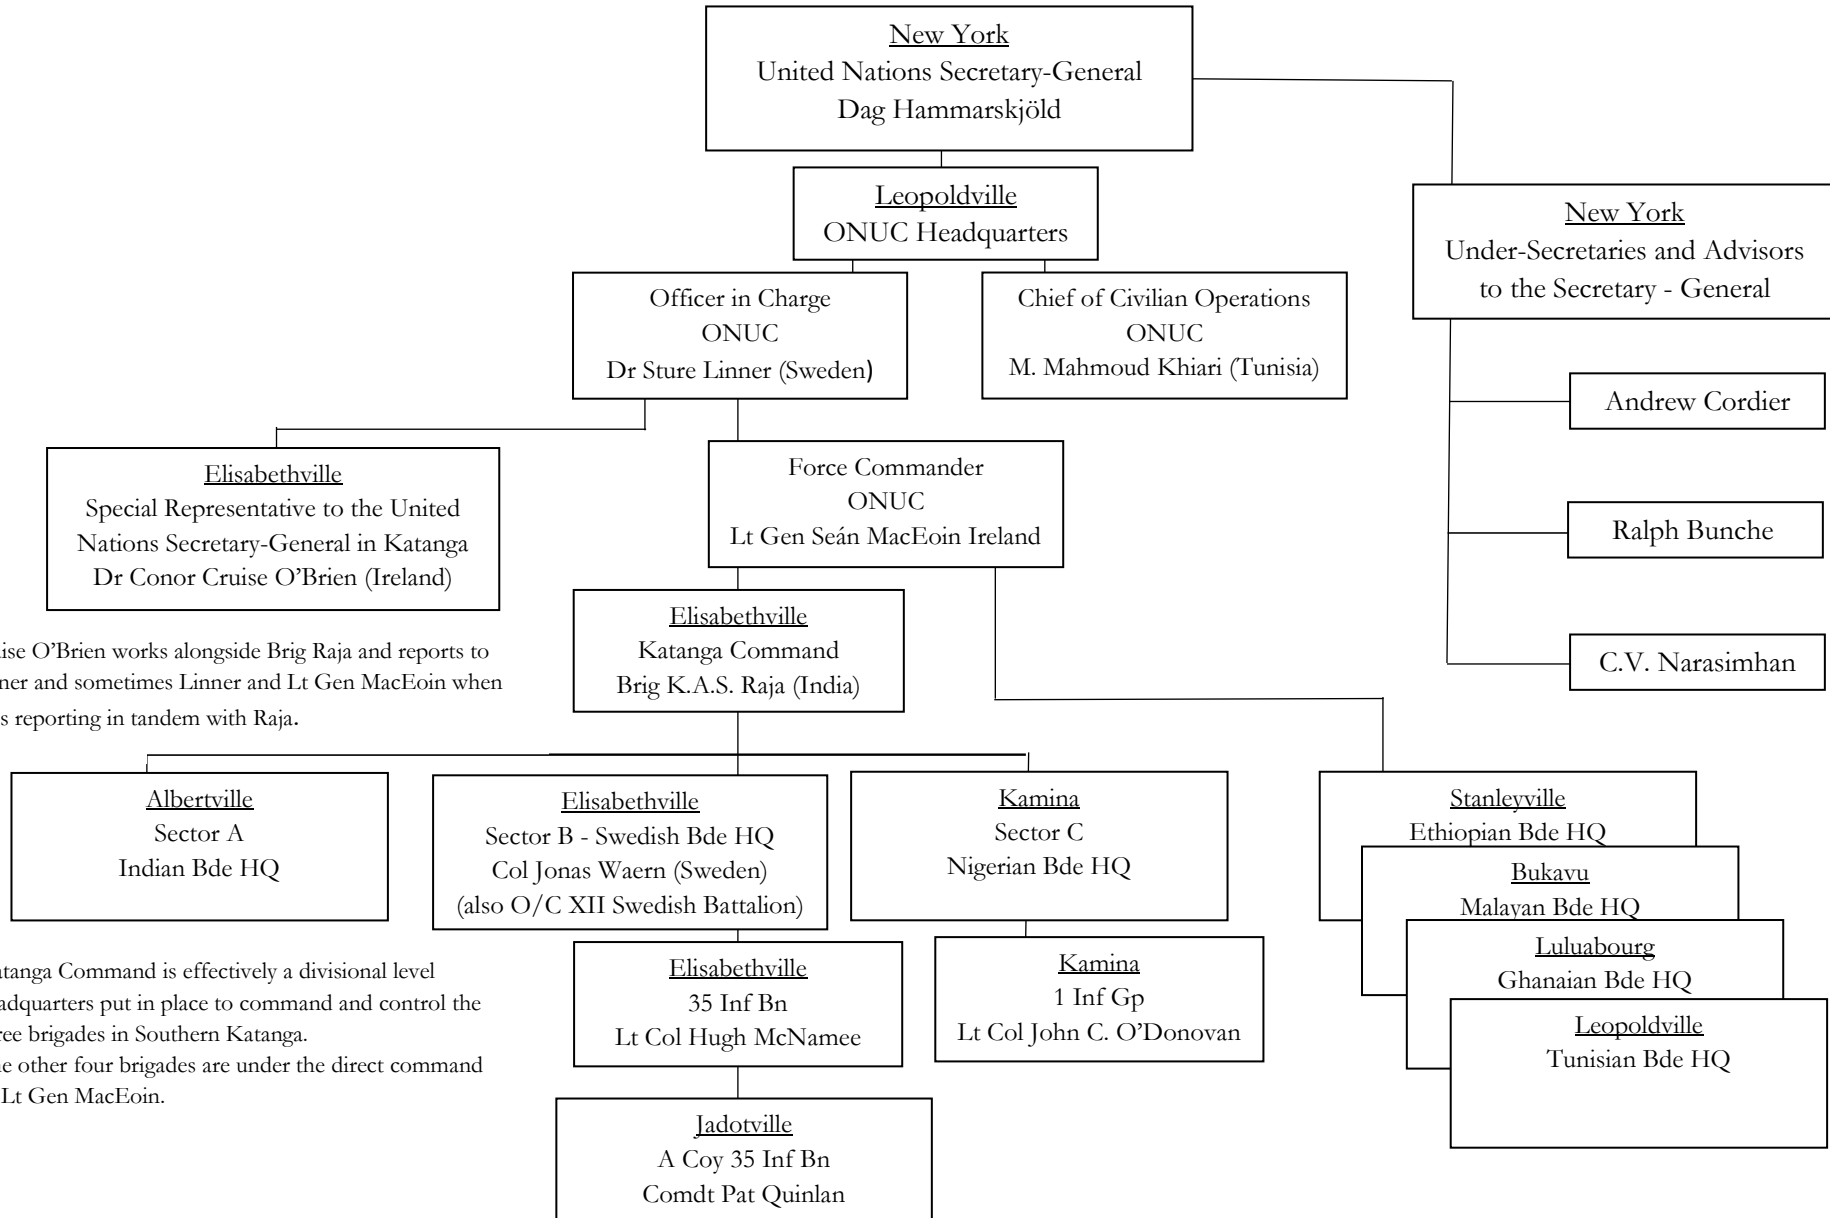 New York
United Nations Secretary-General
Dag Hammarskjöld
Leopoldville
ONUC Headquarters
New York
Under-Secretaries and Advisors
to the Secretary - General
Officer in Charge
ONUC
Dr Sture Linner (Sweden)
Chief of Civilian Operations
ONUC
M. Mahmoud Khiari (Tunisia)
Andrew Cordier
Ralph Bunche
C.V. Narasimhan
Elisabethville
Special Representative to the United
Nations Secretary-General in Katanga
Dr Conor Cruise O’Brien (Ireland)
Force Commander
ONUC
Lt Gen Seán MacEoin Ireland
O’Brien works alongside Brig Raja and reports to
and sometimes Linner and Lt Gen MacEoin when
reporting in tandem with Raja.
Elisabethville
Katanga Command
Brig K.A.S. Raja (India)
Albertville
Sector A
Indian Bde HQ
Elisabethville
Sector B - Swedish Bde HQ
Col Jonas Waern (Sweden)
(also O/C XII Swedish Battalion)
Kamina
Sector C
Nigerian Bde HQ
Stanleyville
Ethiopian Bde HQ
Bukavu
Malayan Bde HQ
Luluabourg
Ghanaian Bde HQ
Leopoldville
Tunisian Bde HQ
Command is effectively a divisional level
put in place to command and control the
brigades in Southern Katanga.
other four brigades are under the direct command
Lt Gen MacEoin.
Elisabethville
35 Inf Bn
Lt Col Hugh McNamee
Kamina
1 Inf Gp
Lt Col John C. O’Donovan
Jadotville
A Coy 35 Inf Bn
Comdt Pat Quinlan